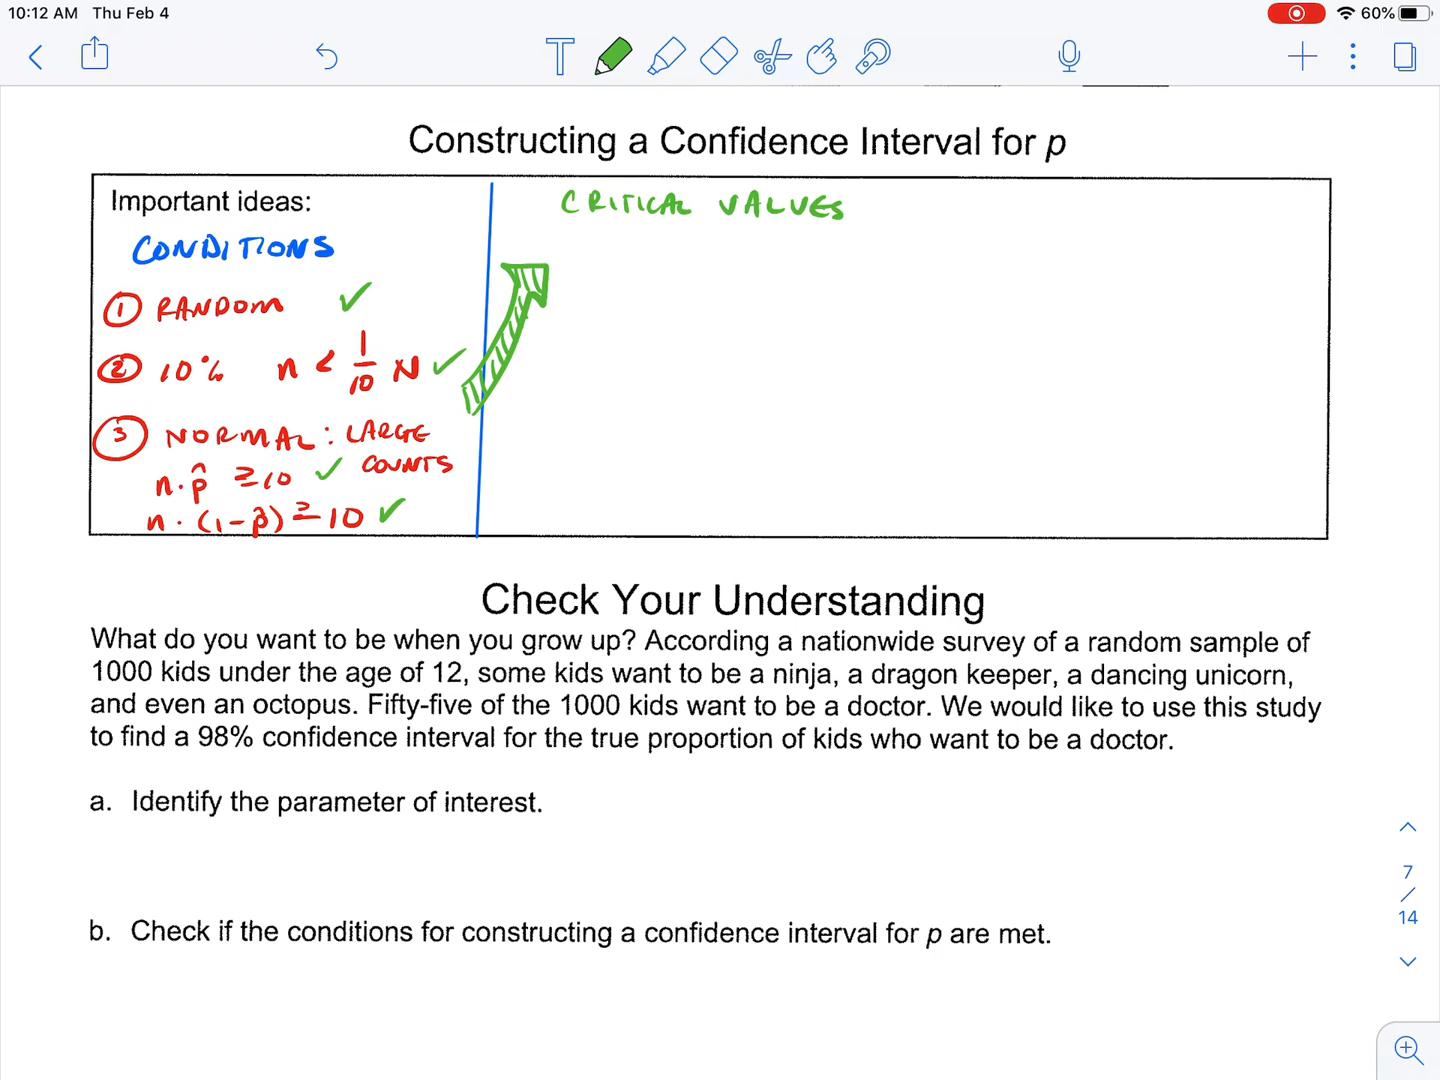 10:12 AM Thu Feb 4
60%
Constructing a Confidence Interval for p
Important ideas:
CONDITIONS
① RANDOM ✓
② 10% n < 1/10 N ✓
③ NORMAL: LARGE
COUNTS
n · p̂ ≥ 10 ✓
n · (1 - p̂) ≥ 10 ✓
CRITICAL VALUES
Check Your Understanding
What do you want to be when you grow up? According a nationwide survey of a random sample of
1000 kids under the age of 12, some kids want to be a ninja, a dragon keeper, a dancing unicorn,
and even an octopus. Fifty-five of the 1000 kids want to be a doctor. We would like to use this study
to find a 98% confidence interval for the true proportion of kids who want to be a doctor.
a. Identify the parameter of interest.
b. Check if the conditions for constructing a confidence interval for p are met.
7
/
14